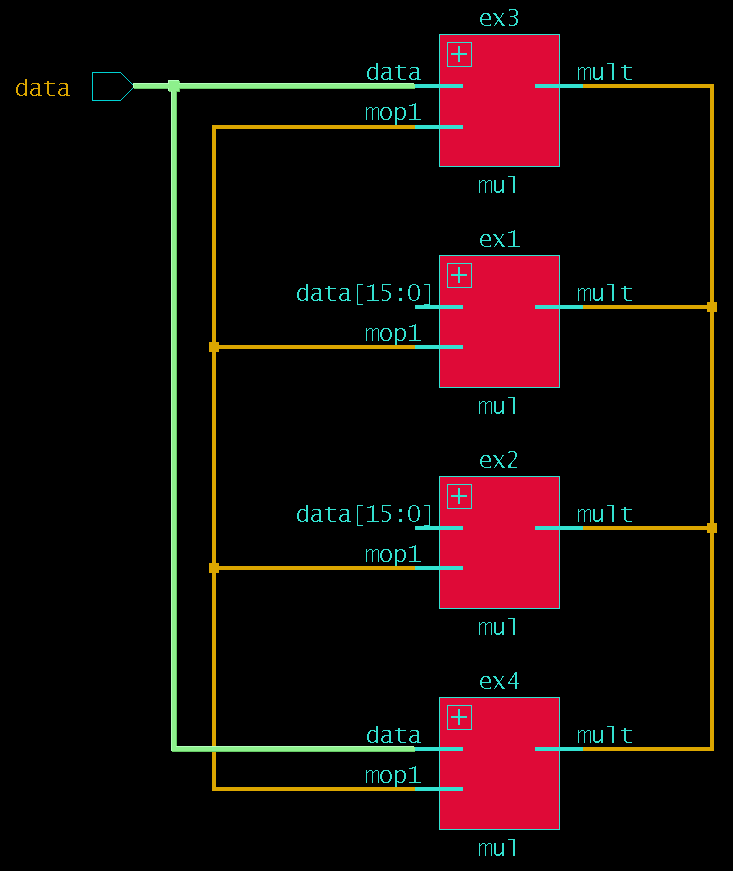 ex3
data
mult
data
mop1
mul
ex1
data[15:0]
mult
mop1
mul
ex2
data[15:0]
mult
mop1
mul
ex4
data
mult
mop1
mul